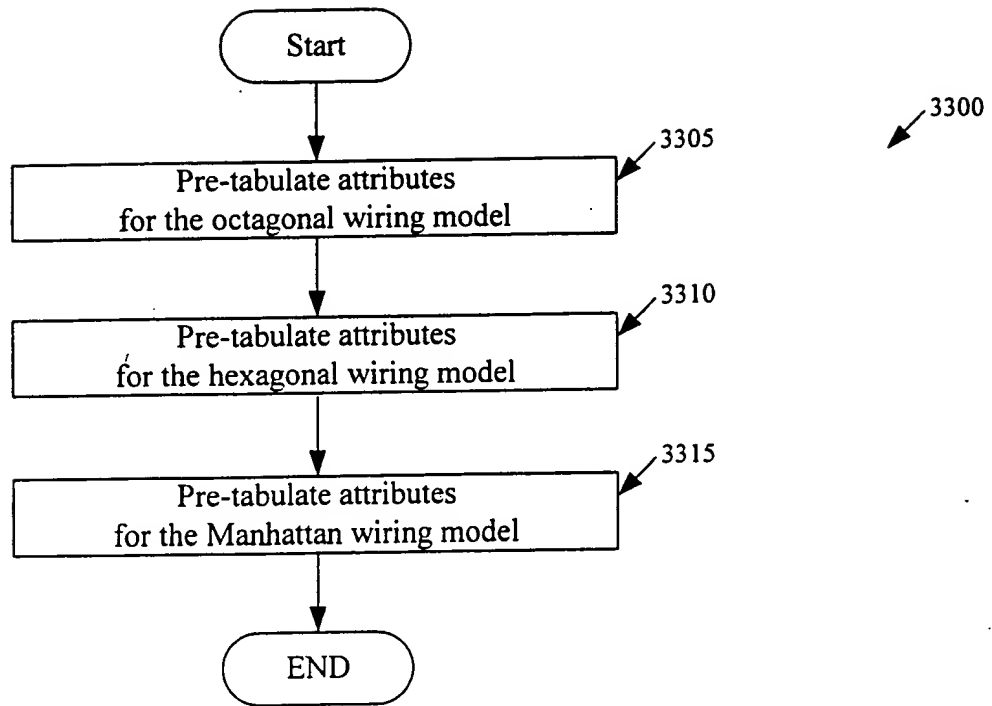 Start
3300
3305
Pre-tabulate attributes
for the octagonal wiring model
3310
Pre-tabulate attributes
for the hexagonal wiring model
3315
Pre-tabulate attributes
for the Manhattan wiring model
END